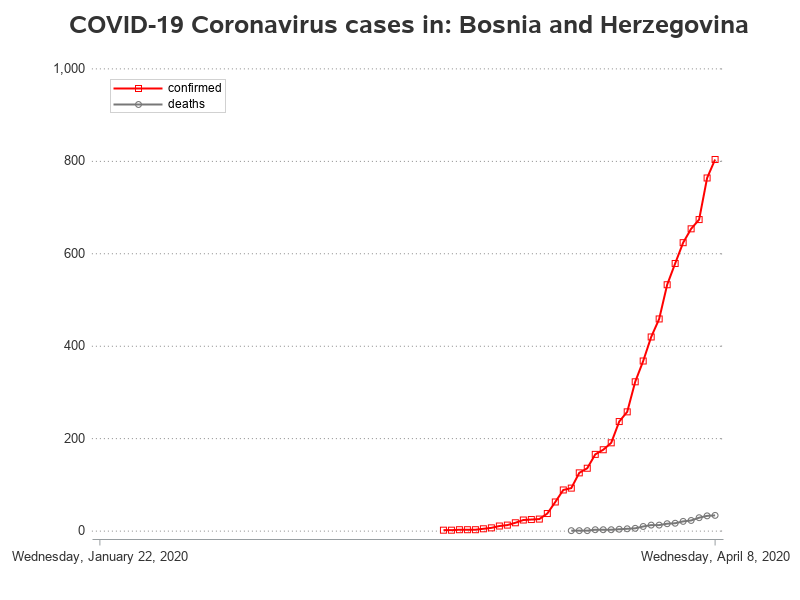 COVID-19 Coronavirus cases in: Bosnia and Herzegovina
1,000
confirmed
deaths
800
600
400
200
0
Wednesday, January 22, 2020 Wednesday, April 8, 2020